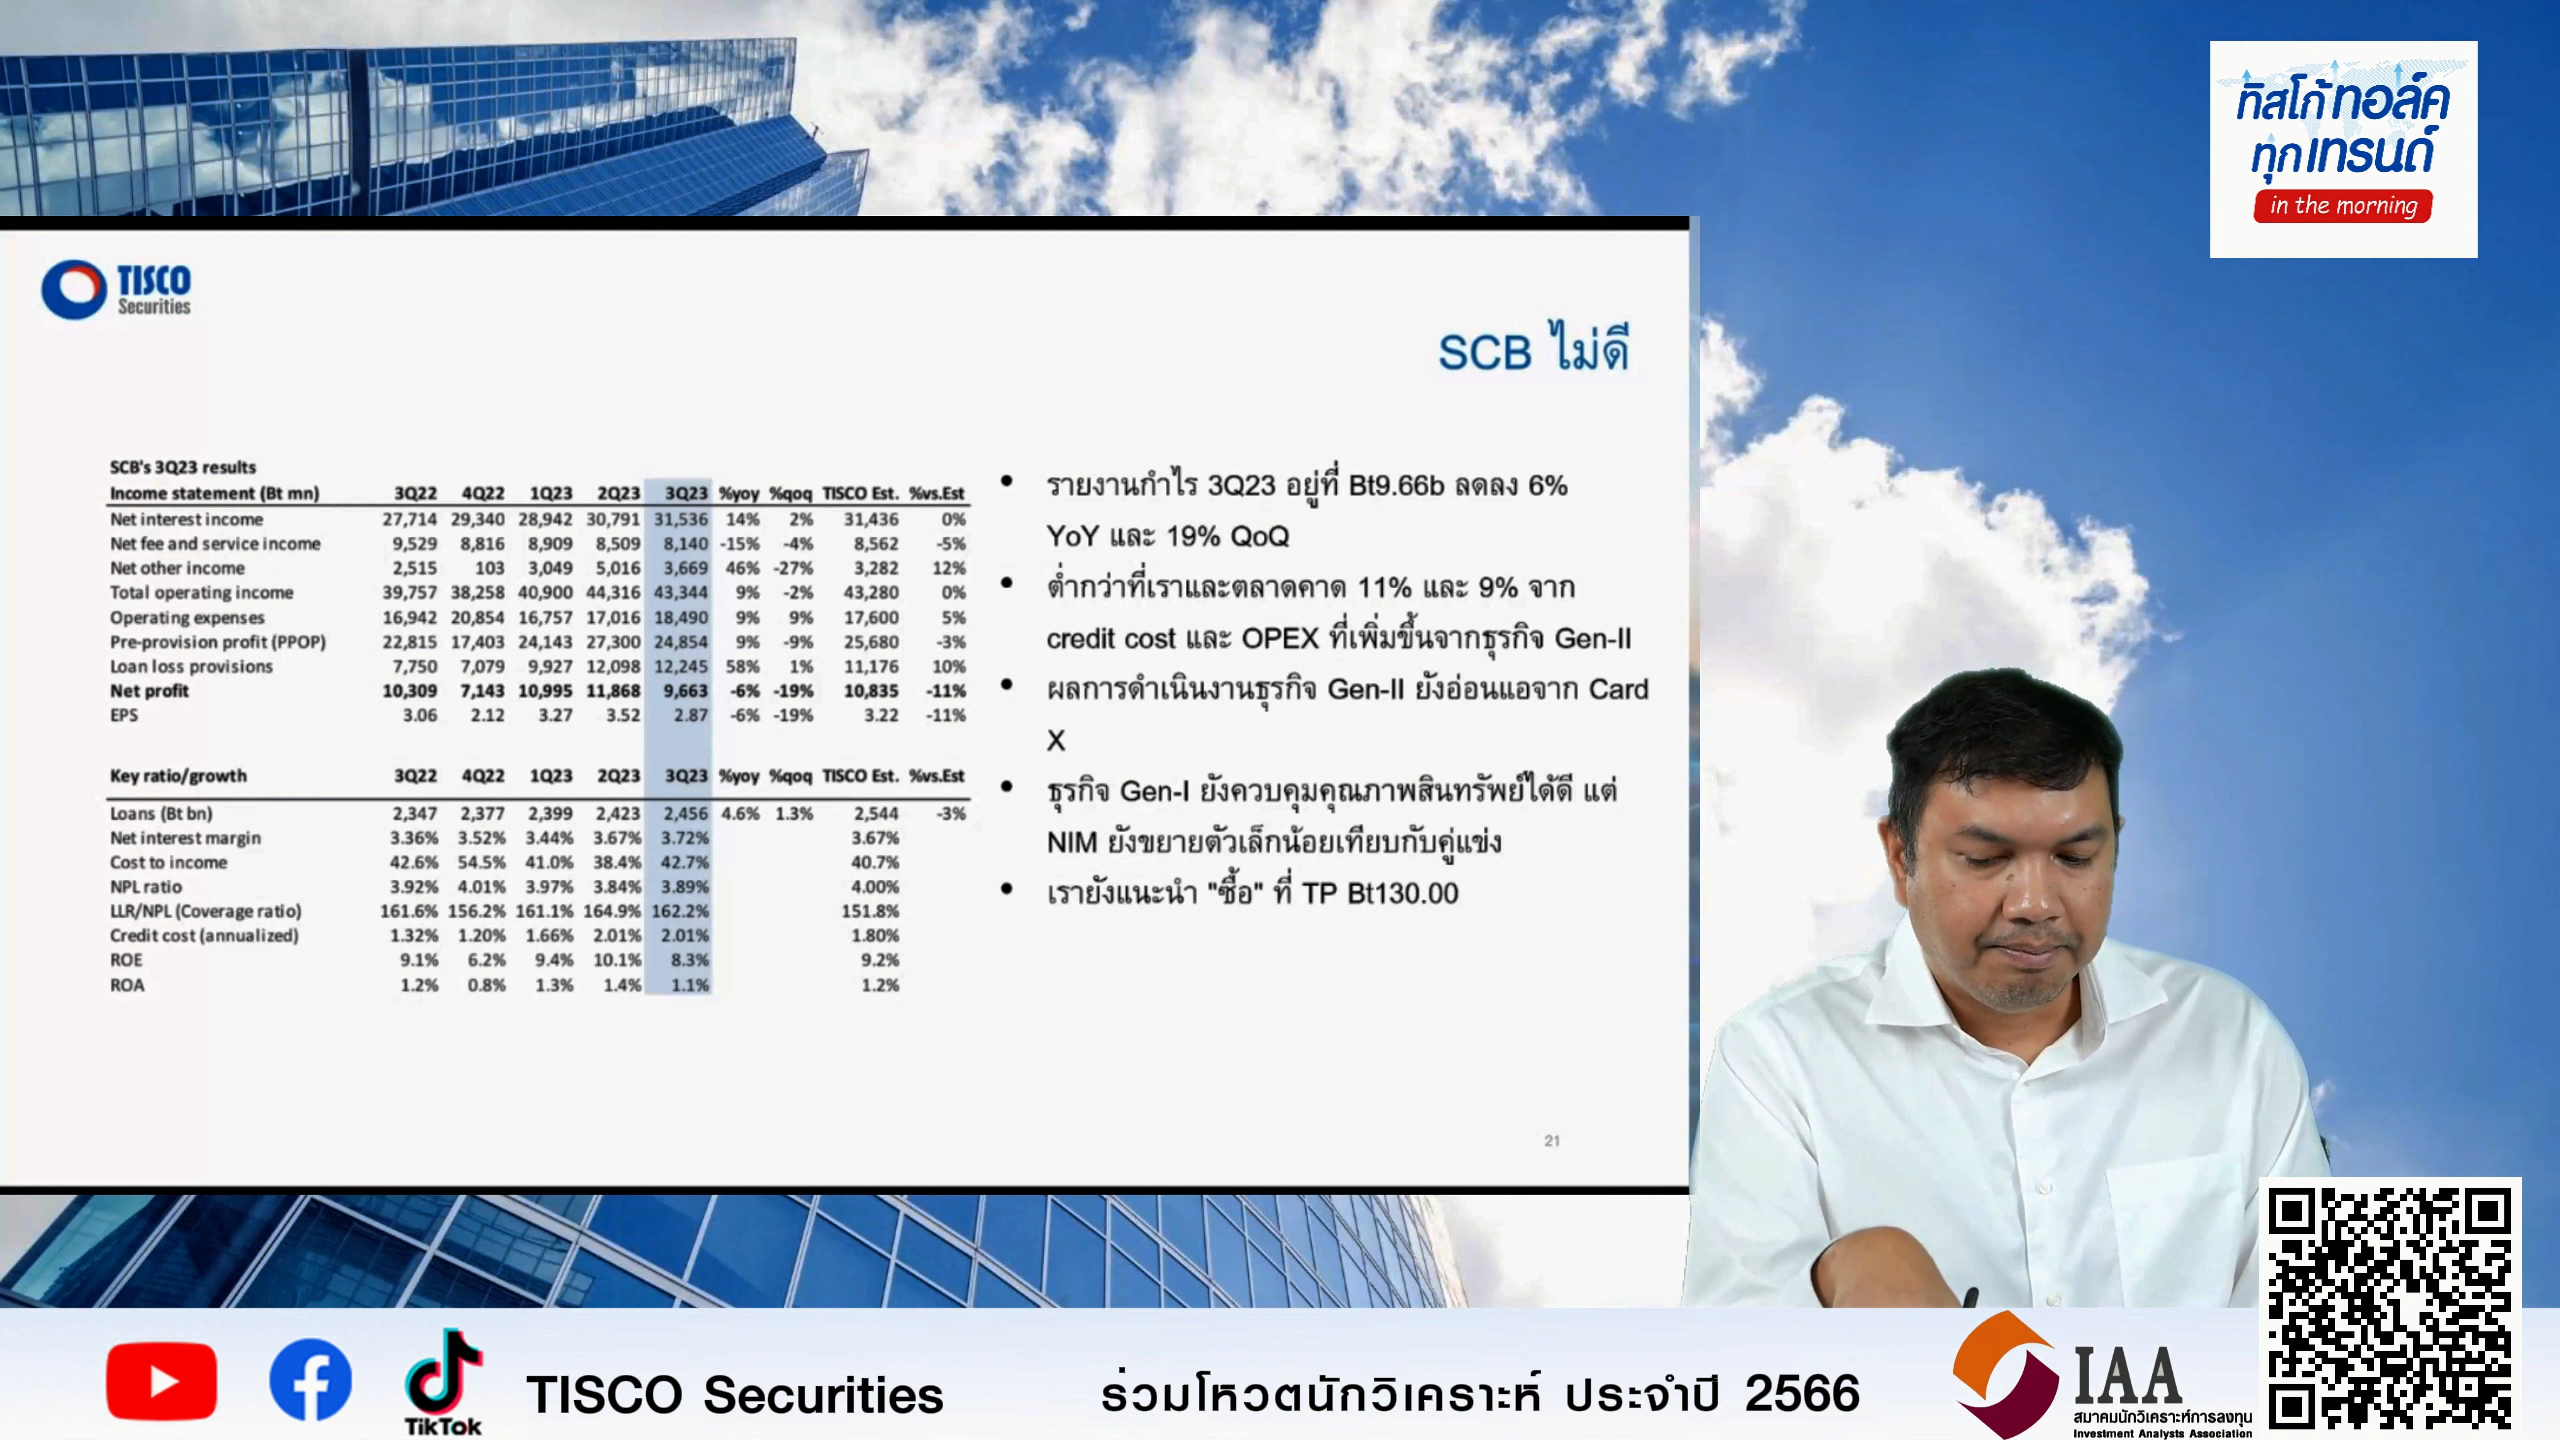 ทิสโก้ทอล์ค
ทุกเทรนด์
in the morning
TISCO
Securities
SCB ไม่ดี
SCB's 3Q23 results
Income statement (Bt mn) 3Q22 4Q22 1Q23 2Q23 3Q23 %yoy %qoq TISCO Est. %vs.Est
Net interest income 27,714 29,340 28,942 30,791 31,536 14% 2% 31,436 0%
Net fee and service income 9,529 8,816 8,909 8,509 8,140 -15% -4% 8,562 -5%
Net other income 2,515 103 3,049 5,016 3,669 46% -27% 3,282 12%
Total operating income 39,757 38,258 40,900 44,316 43,344 9% -2% 43,280 0%
Operating expenses 16,942 20,854 16,757 17,016 18,490 9% 9% 17,600 5%
Pre-provision profit (PPOP) 22,815 17,403 24,143 27,300 24,854 9% -9% 25,680 -3%
Loan loss provisions 7,750 7,079 9,927 12,098 12,245 58% 1% 11,176 10%
Net profit 10,309 7,143 10,995 11,868 9,663 -6% -19% 10,835 -11%
EPS 3.06 2.12 3.27 3.52 2.87 -6% -19% 3.22 -11%
Key ratio/growth 3Q22 4Q22 1Q23 2Q23 3Q23 %yoy %qoq TISCO Est. %vs.Est
Loans (Bt bn) 2,347 2,377 2,399 2,423 2,456 4.6% 1.3% 2,544 -3%
Net interest margin 3.36% 3.52% 3.44% 3.67% 3.72% 3.67%
Cost to income 42.6% 54.5% 41.0% 38.4% 42.7% 40.7%
NPL ratio 3.92% 4.01% 3.97% 3.84% 3.89% 4.00%
LLR/NPL (Coverage ratio) 161.6% 156.2% 161.1% 164.9% 162.2% 151.8%
Credit cost (annualized) 1.32% 1.20% 1.66% 2.01% 2.01% 1.80%
ROE 9.1% 6.2% 9.4% 10.1% 8.3% 9.2%
ROA 1.2% 0.8% 1.3% 1.4% 1.1% 1.2%
• รายงานกำไร 3Q23 อยู่ที่ Bt9.66b ลดลง 6%
YoY และ 19% QoQ
• ต่ำกว่าที่เราและตลาดคาด 11% และ 9% จาก
credit cost และ OPEX ที่เพิ่มขึ้นจากธุรกิจ Gen-II
• ผลการดำเนินงานธุรกิจ Gen-II ยังอ่อนแอจาก Card
X
• ธุรกิจ Gen-I ยังควบคุมคุณภาพสินทรัพย์ได้ดี แต่
NIM ยังขยายตัวเล็กน้อยเทียบกับคู่แข่ง
• เรายังแนะนำ "ซื้อ" ที่ TP Bt130.00
21
TikTok
TISCO Securities
ร่วมโหวตนักวิเคราะห์ ประจำปี 2566
IAA
สมาคมนักวิเคราะห์การลงทุน
Investment Analysts Association